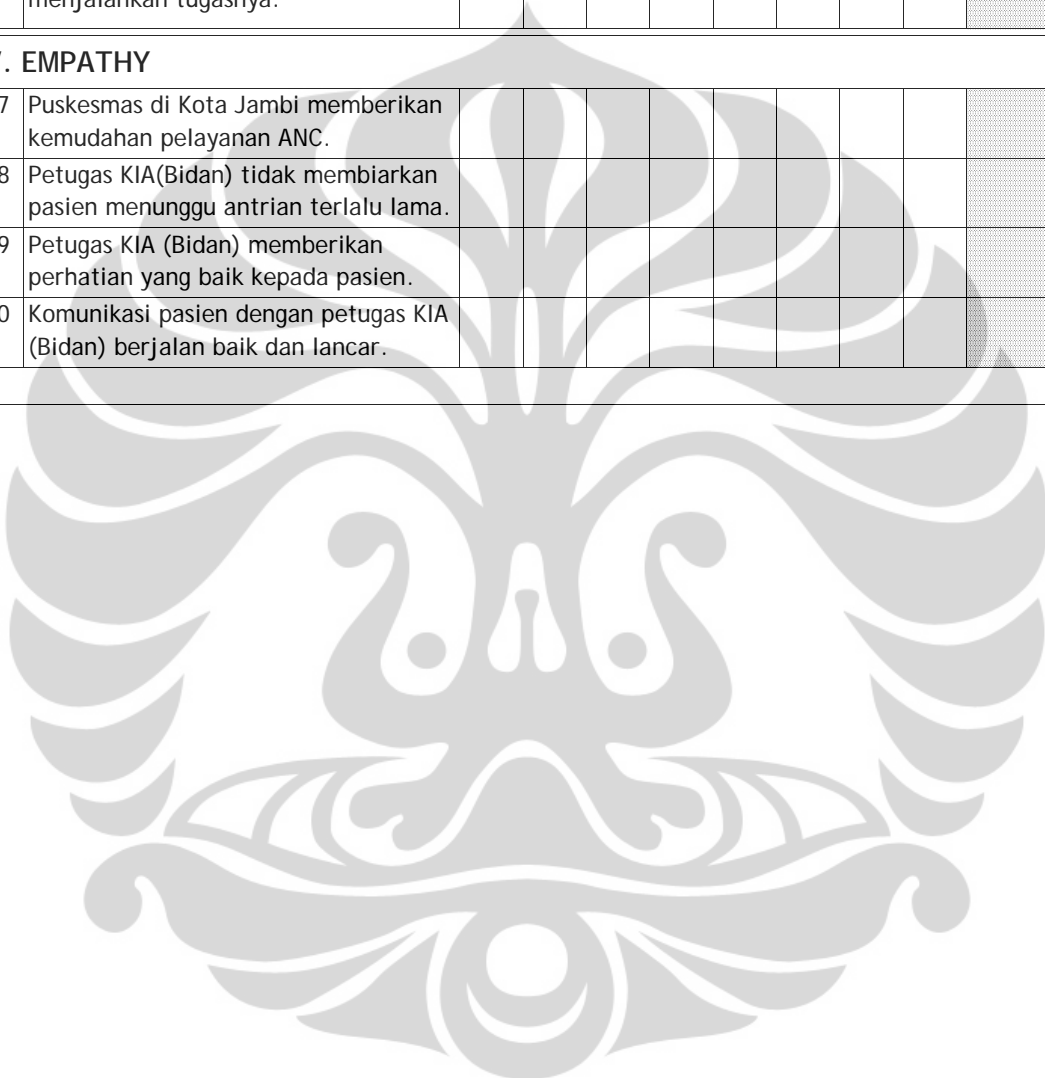 menjalankan tugasnya.
. EMPATHY
7 Puskesmas di Kota Jambi memberikan
kemudahan pelayanan ANC.
8 Petugas KIA(Bidan) tidak membiarkan
pasien menunggu antrian terlalu lama.
9 Petugas KIA (Bidan) memberikan
perhatian yang baik kepada pasien.
0 Komunikasi pasien dengan petugas KIA
(Bidan) berjalan baik dan lancar.